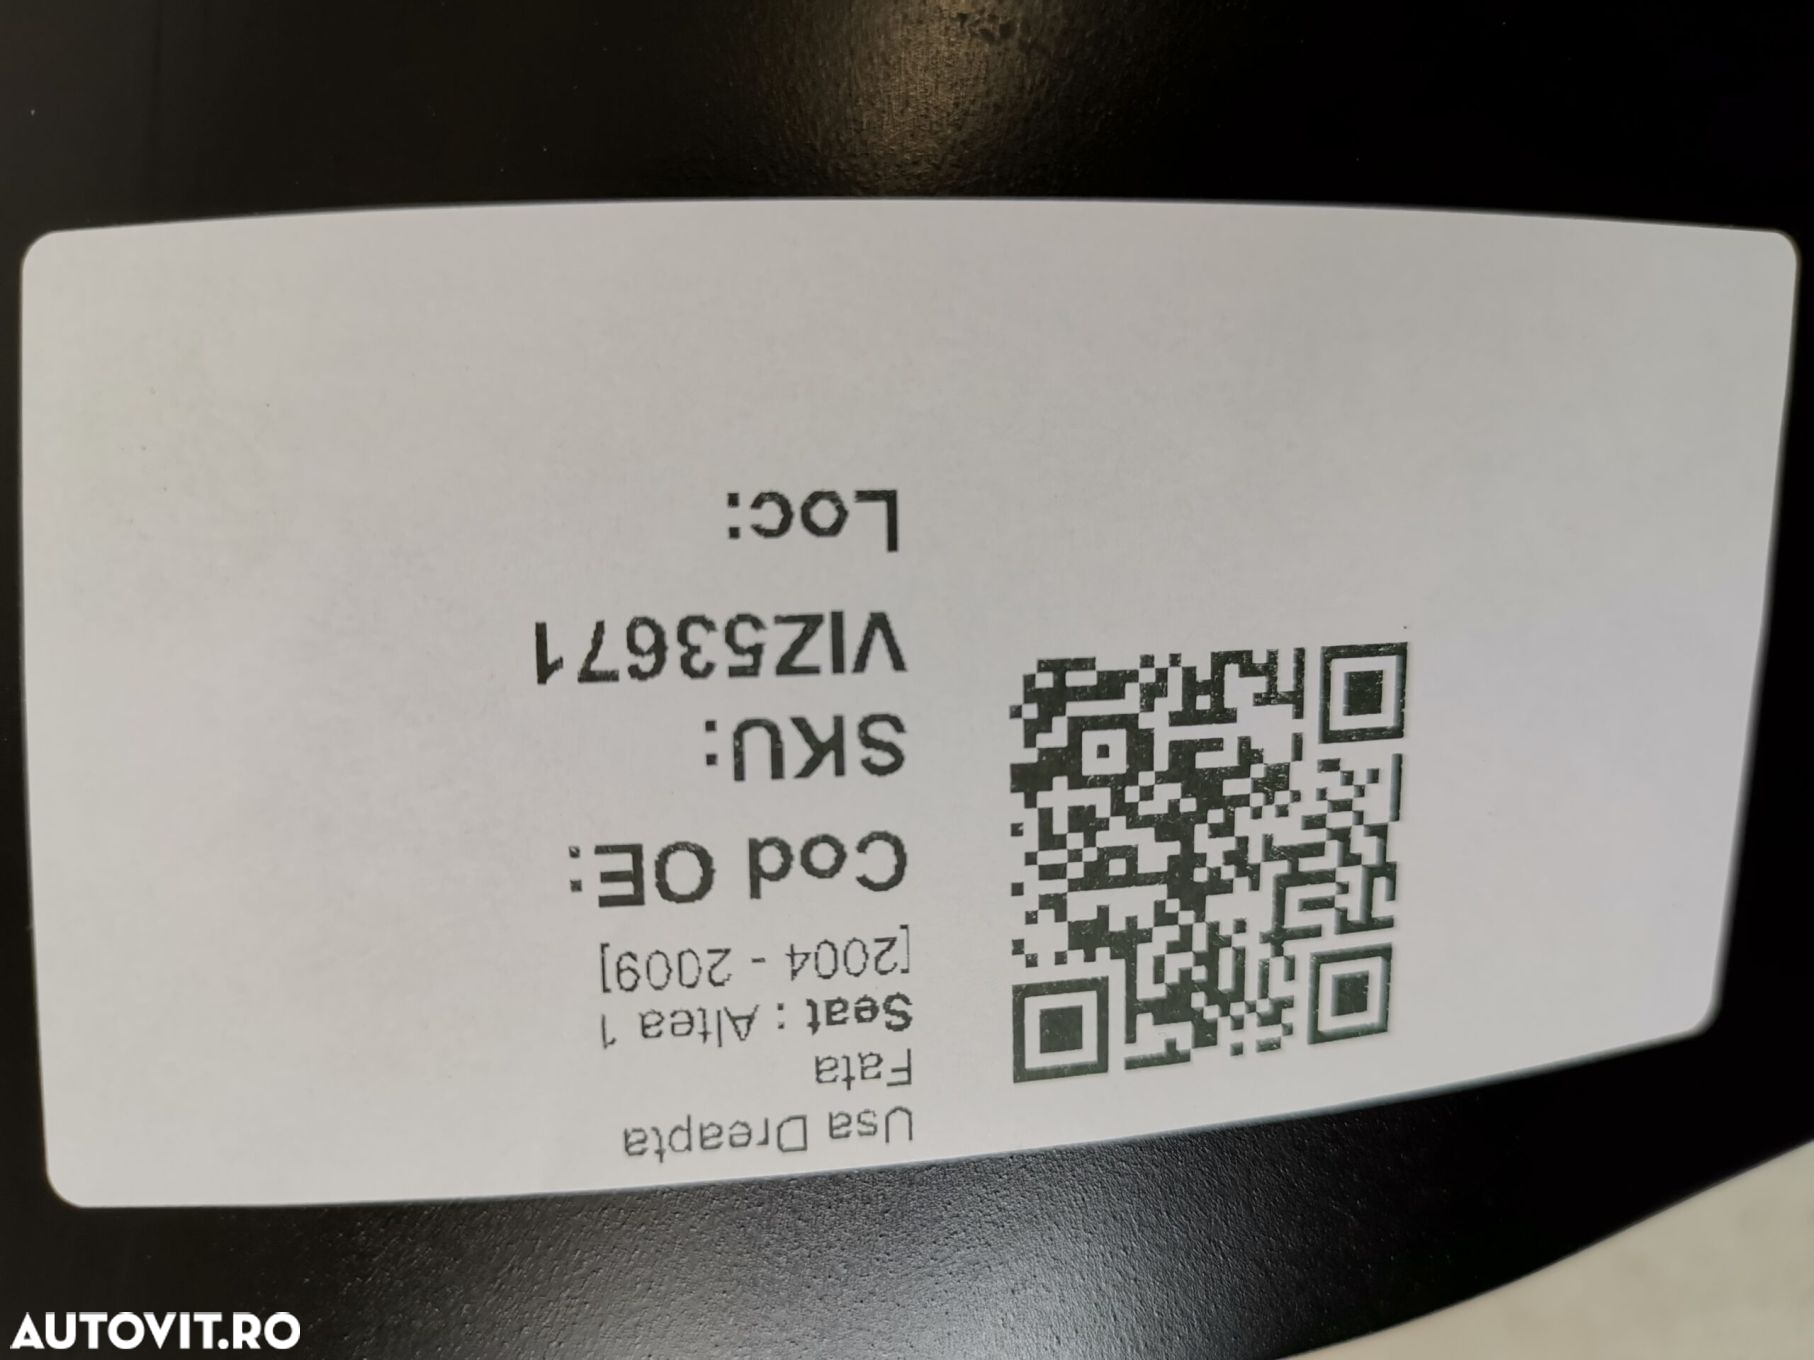 Usa Dreapta
Fata
Seat : Altea 1
[2004 - 2009]
Cod OE:
SKU:
VIZ53671
Loc:
AUTOVIT.RO